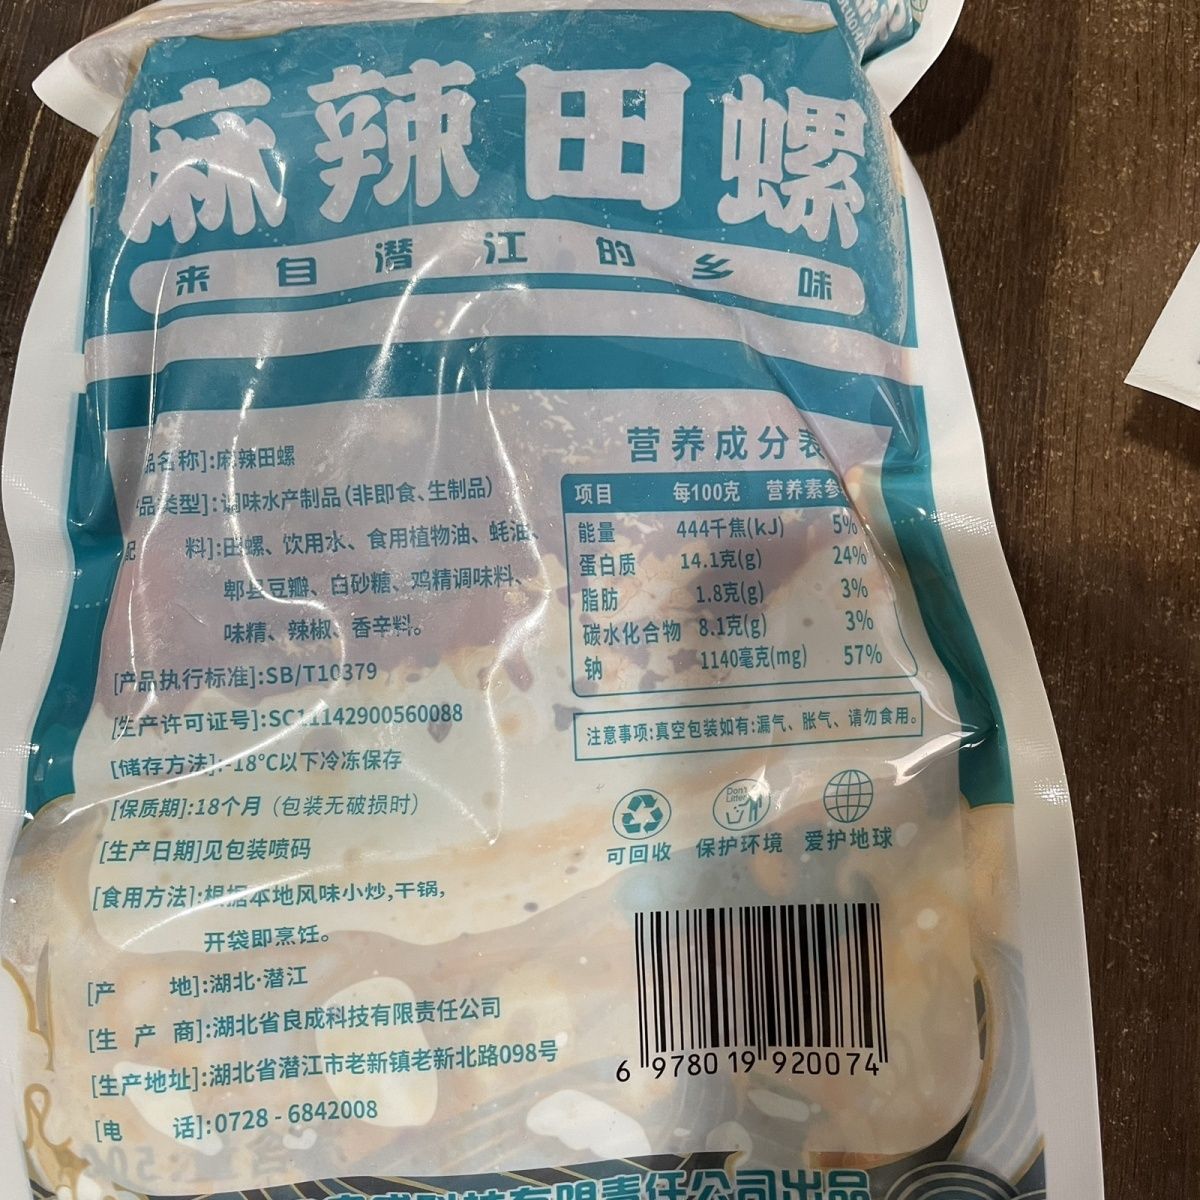 麻辣田螺
来自潜江的乡味
品名称]:麻辣田螺
品类型]:调味水产制品(非即食、生制品)
配 料]:田螺、饮用水、食用植物油、蚝油、
郫县豆瓣、白砂糖、鸡精调味料、
味精、辣椒、香辛料。
[产品执行标准]:SB/T10379
[生产许可证号]:SC11142900560088
[储存方法]:-18°C以下冷冻保存
[保质期]:18个月(包装无破损时)
[生产日期]见包装喷码
[食用方法]:根据本地风味小炒,干锅,
开袋即烹饪。
[产 地]:湖北·潜江
[生 产 商]:湖北省良成科技有限责任公司
[生产地址]:湖北省潜江市老新镇老新北路098号
[电 话]:0728-6842008
营养成分表
项目 每100克 营养素参
能量 444千焦(kJ) 5%
蛋白质 14.1克(g) 24%
脂肪 1.8克(g) 3%
碳水化合物 8.1克(g) 3%
钠 1140毫克(mg) 57%
注意事项:真空包装如有:漏气、胀气、请勿食用。
Don't
Litter
可回收 保护环境 爱护地球
6 978019 920074
科技有限责任公司出品